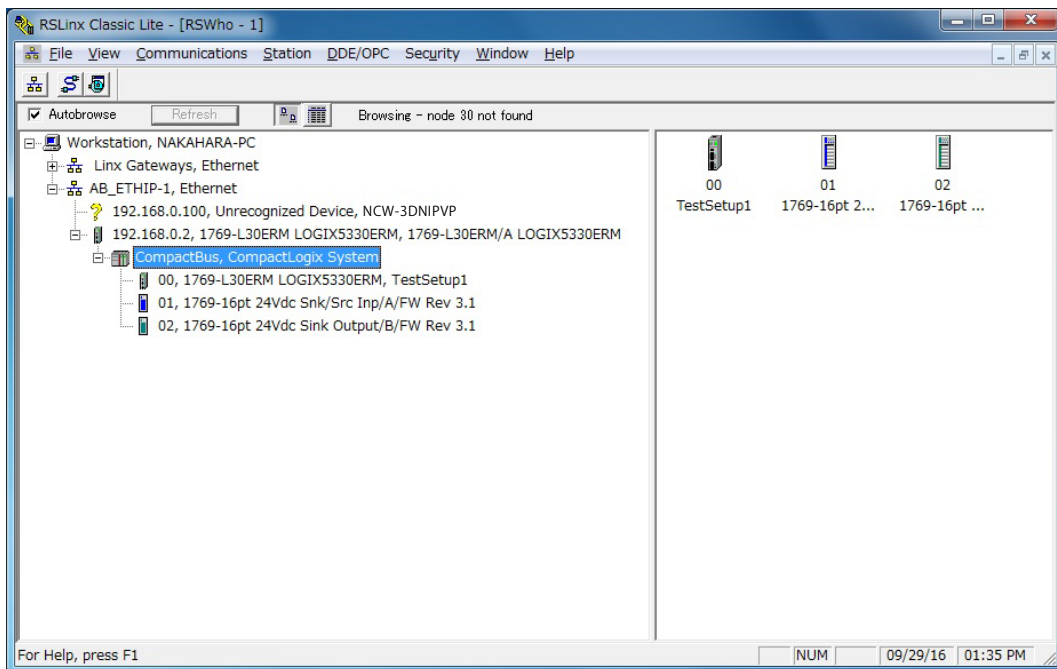 RSLinx Classic Lite - [RSWho - 1]
File View Communications Station DDE/OPC Security Window Help
Autobrowse Refresh Browsing - node 30 not found
Workstation, NAKAHARA-PC
Linx Gateways, Ethernet
AB_ETHIP-1, Ethernet
192.168.0.100, Unrecognized Device, NCW-3DNIPVP
192.168.0.2, 1769-L30ERM LOGIX5330ERM, 1769-L30ERM/A LOGIX5330ERM
CompactBus, CompactLogix System
00, 1769-L30ERM LOGIX5330ERM, TestSetup1
01, 1769-16pt 24Vdc Snk/Src Inp/A/FW Rev 3.1
02, 1769-16pt 24Vdc Sink Output/B/FW Rev 3.1
00 01 02
TestSetup1 1769-16pt 2... 1769-16pt ...
For Help, press F1 NUM 09/29/16 01:35 PM